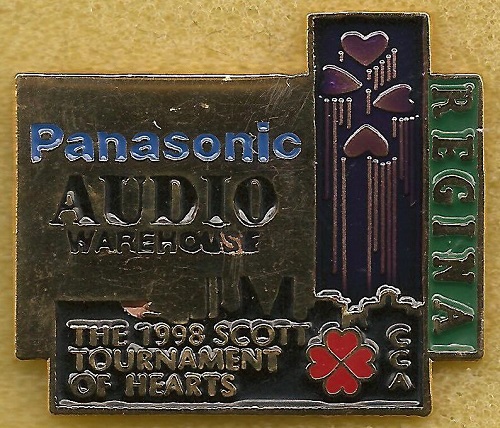 Panasonic
AUDIO
WAREHOUSE
REGINA
THE 1998 SCOTT
TOURNAMENT
OF HEARTS
CCA